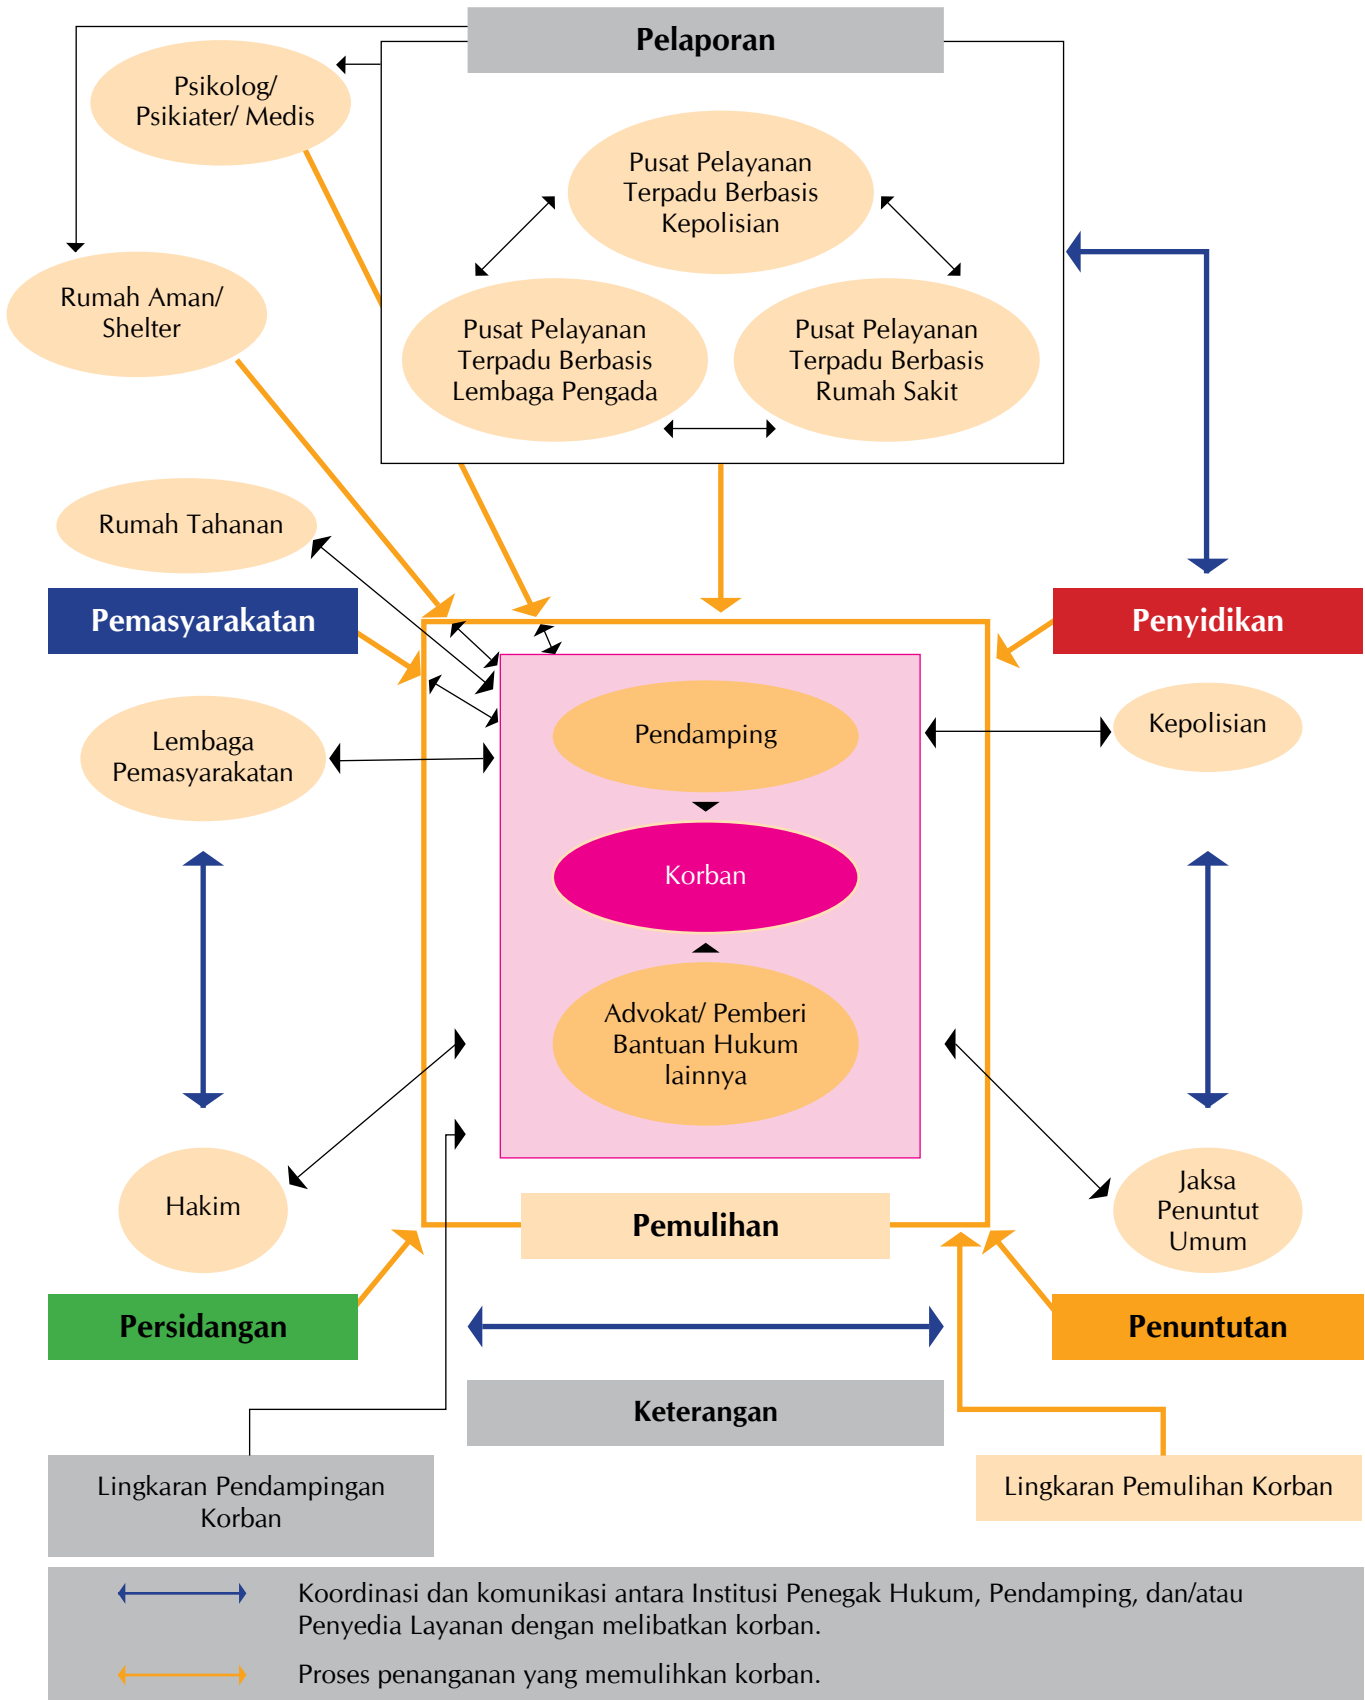 Pelaporan
Psikolog/
Psikiater/ Medis
Pusat Pelayanan
Terpadu Berbasis
Kepolisian
Rumah Aman/
Shelter
Pusat Pelayanan
Terpadu Berbasis
Lembaga Pengada
Pusat Pelayanan
Terpadu Berbasis
Rumah Sakit
Rumah Tahanan
Pemasyarakatan
Penyidikan
Lembaga
Pemasyarakatan
Pendamping
Kepolisian
Korban
Advokat/ Pemberi
Bantuan Hukum
lainnya
Hakim
Jaksa
Penuntut
Umum
Pemulihan
Persidangan
Penuntutan
Keterangan
Lingkaran Pendampingan
Korban
Lingkaran Pemulihan Korban
Koordinasi dan komunikasi antara Institusi Penegak Hukum, Pendamping, dan/atau
Penyedia Layanan dengan melibatkan korban.
Proses penanganan yang memulihkan korban.